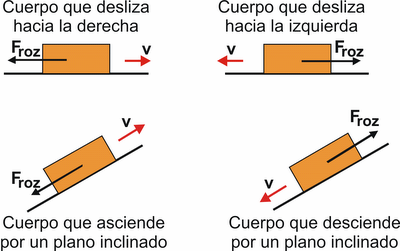 Cuerpo que desliza
hacia la derecha
Froz
v
Cuerpo que desliza
hacia la izquierda
v
Froz
v
Froz
Cuerpo que asciende
por un plano inclinado
Froz
v
Cuerpo que desciende
por un plano inclinado